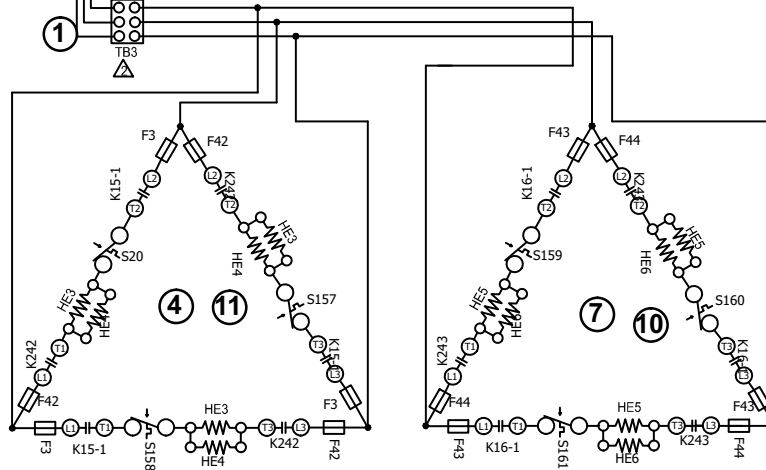 1
TB3
2
F3
F42
F43
F44
L2
L2
L2
L2
K15-1
K242
K16-1
K243
T2
T2
T2
T2
S20
HE3
HE4
S159
HE5
HE6
HE3
HE4
4
11
S157
HE5
HE6
7
10
S160
K242
T1
T3
K15-1
K243
T1
T3
K16-1
L1
L3
L1
L3
F42
F3
F44
F43
HE3
HE5
L1
T1
T3
L3
L1
T1
T3
L3
F3
K15-1
S158
HE4
K242
F42
F43
K16-1
S161
HE6
K243
F44